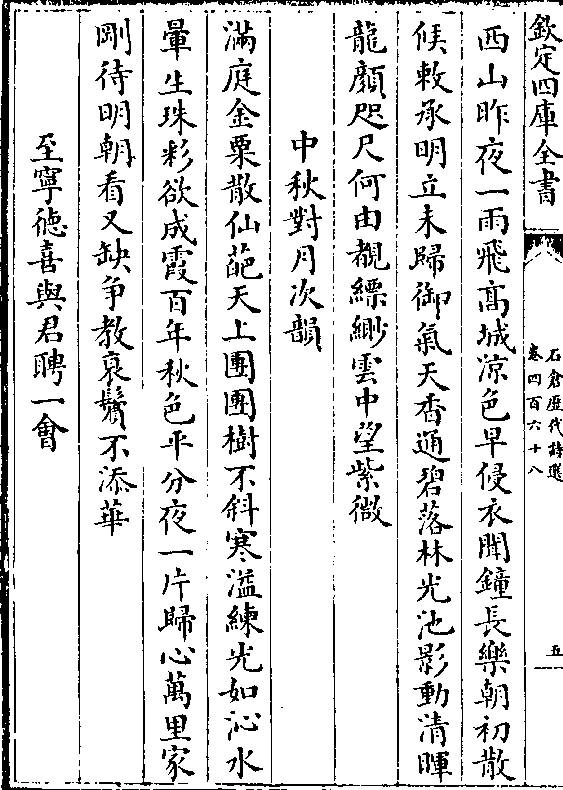 欽定四庫全書
石倉歴代詩選
卷四百六十八
五
西山昨夜一雨飛髙城涼色早侵衣聞鐘長樂朝初散
候敕承明立未歸御氣天香通碧落林光池影動清暉
龍顔咫尺何由覩縹緲雲中望紫微
中秋對月次韻
滿庭金粟散仙葩天上團團樹不斜寒溢練光如沁水
暈生珠彩欲成霞百年秋色平分夜一片歸心萬里家
剛待明朝看又缺争教衰鬢不添華
至寧徳喜與君聘一會